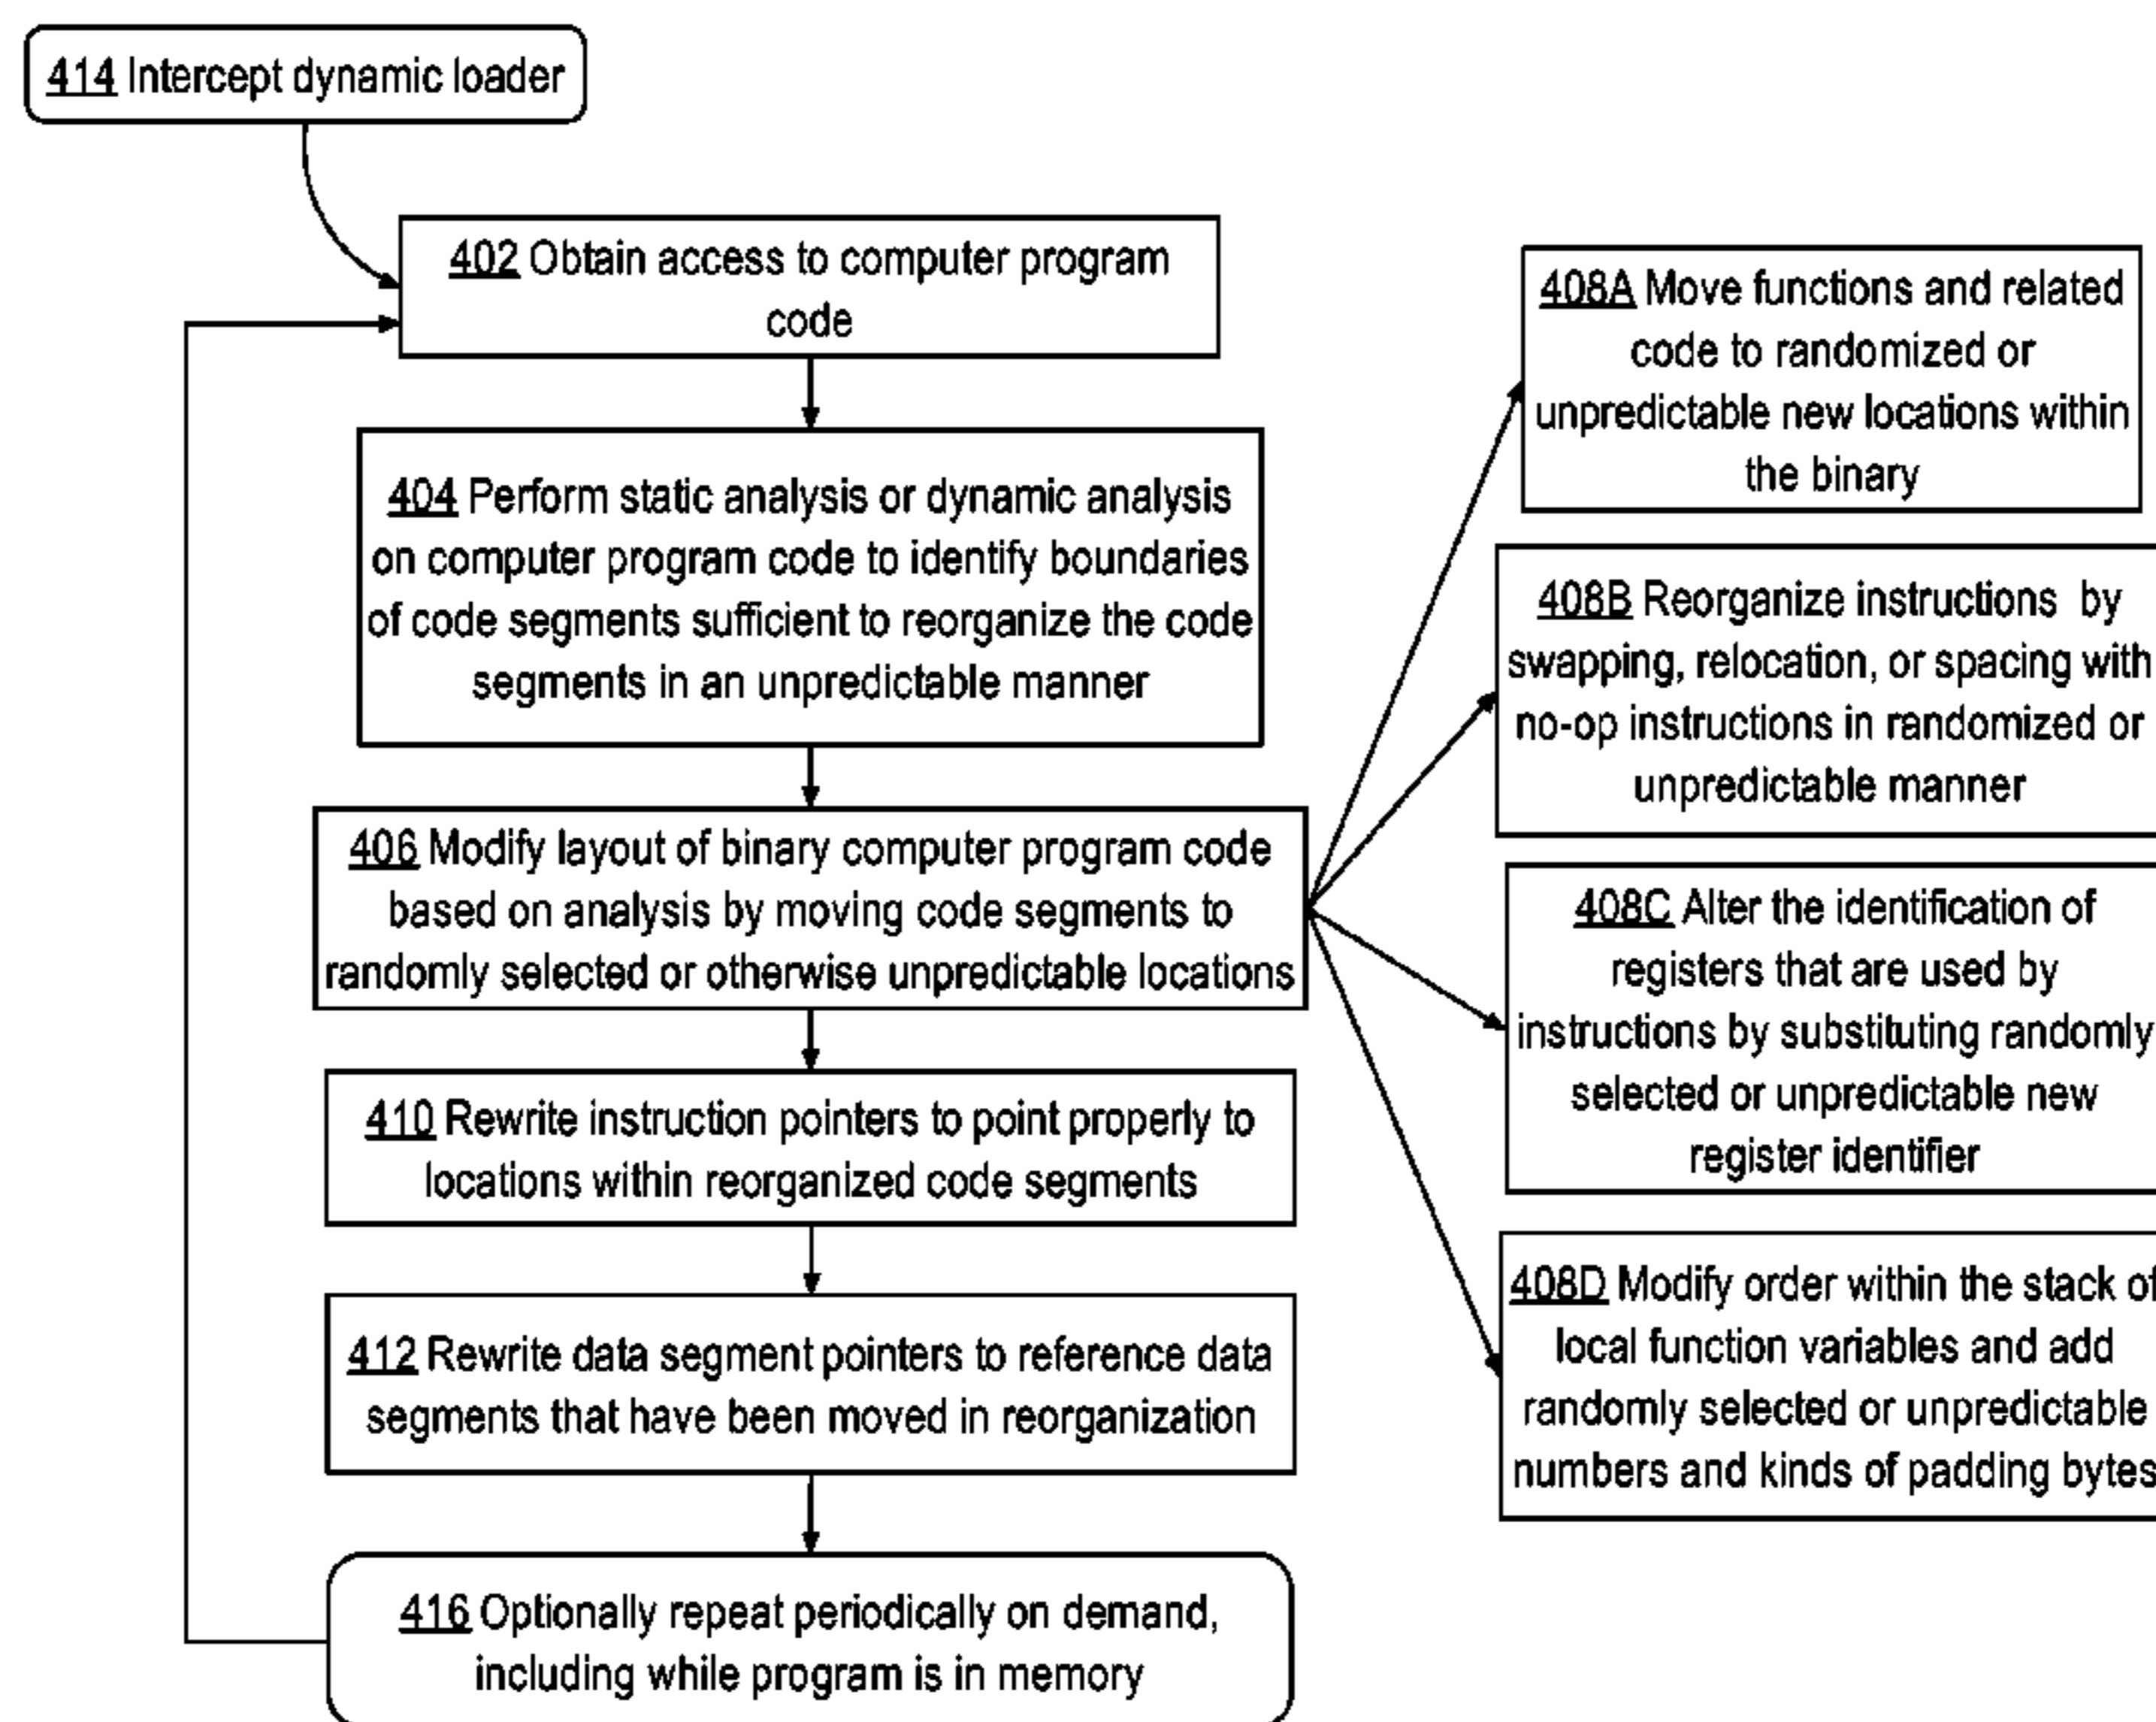 414 Intercept dynamic loader
402 Obtain access to computer program
code
404 Perform static analysis or dynamic analysis
on computer program code to identify boundaries
of code segments sufficient to reorganize the code
segments in an unpredictable manner
406 Modify layout of binary computer program code
based on analysis by moving code segments to
randomly selected or otherwise unpredictable locations
410 Rewrite instruction pointers to point properly to
locations within reorganized code segments
412 Rewrite data segment pointers to reference data
segments that have been moved in reorganization
416 Optionally repeat periodically on demand,
including while program is in memory
408A Move functions and related
code to randomized or
unpredictable new locations within
the binary
408B Reorganize instructions by
swapping, relocation, or spacing with
no-op instructions in randomized or
unpredictable manner
408C Alter the identification of
registers that are used by
instructions by substituting randomly
selected or unpredictable new
register identifier
408D Modify order within the stack of
local function variables and add
randomly selected or unpredictable
numbers and kinds of padding bytes